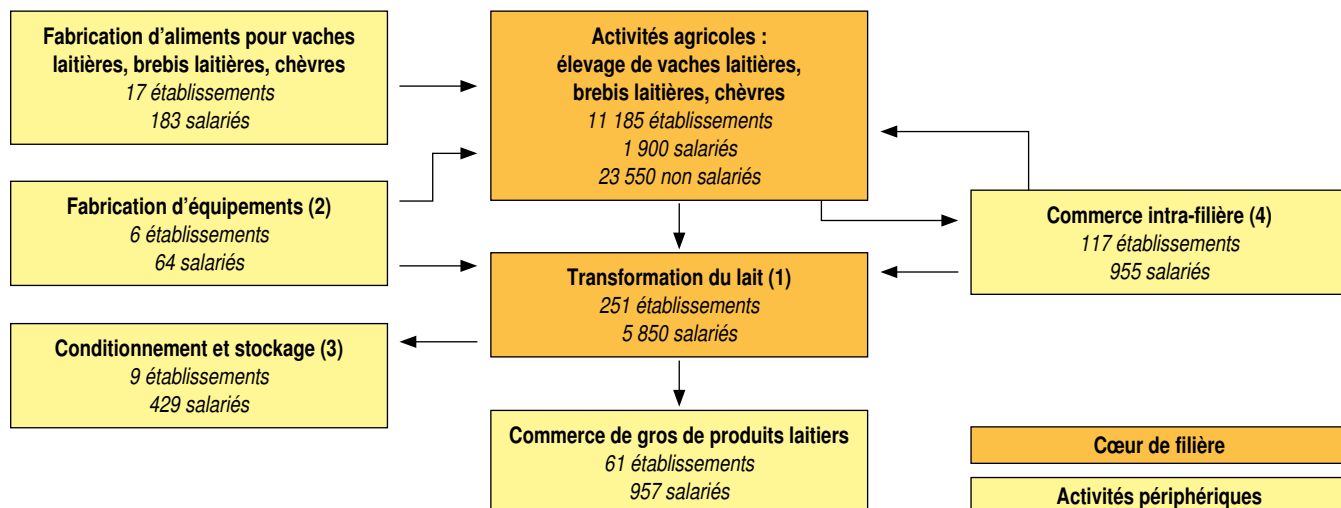 Fabrication d'aliments pour vaches
laitières, brebis laitières, chèvres
17 établissements
183 salariés
Activités agricoles :
élevage de vaches laitières,
brebis laitières, chèvres
11 185 établissements
1 900 salariés
23 550 non salariés
Fabrication d'équipements (2)
6 établissements
64 salariés
Commerce intra-filière (4)
117 établissements
955 salariés
Transformation du lait (1)
251 établissements
5 850 salariés
Conditionnement et stockage (3)
9 établissements
429 salariés
Commerce de gros de produits laitiers
61 établissements
957 salariés
Cœur de filière
Activités périphériques